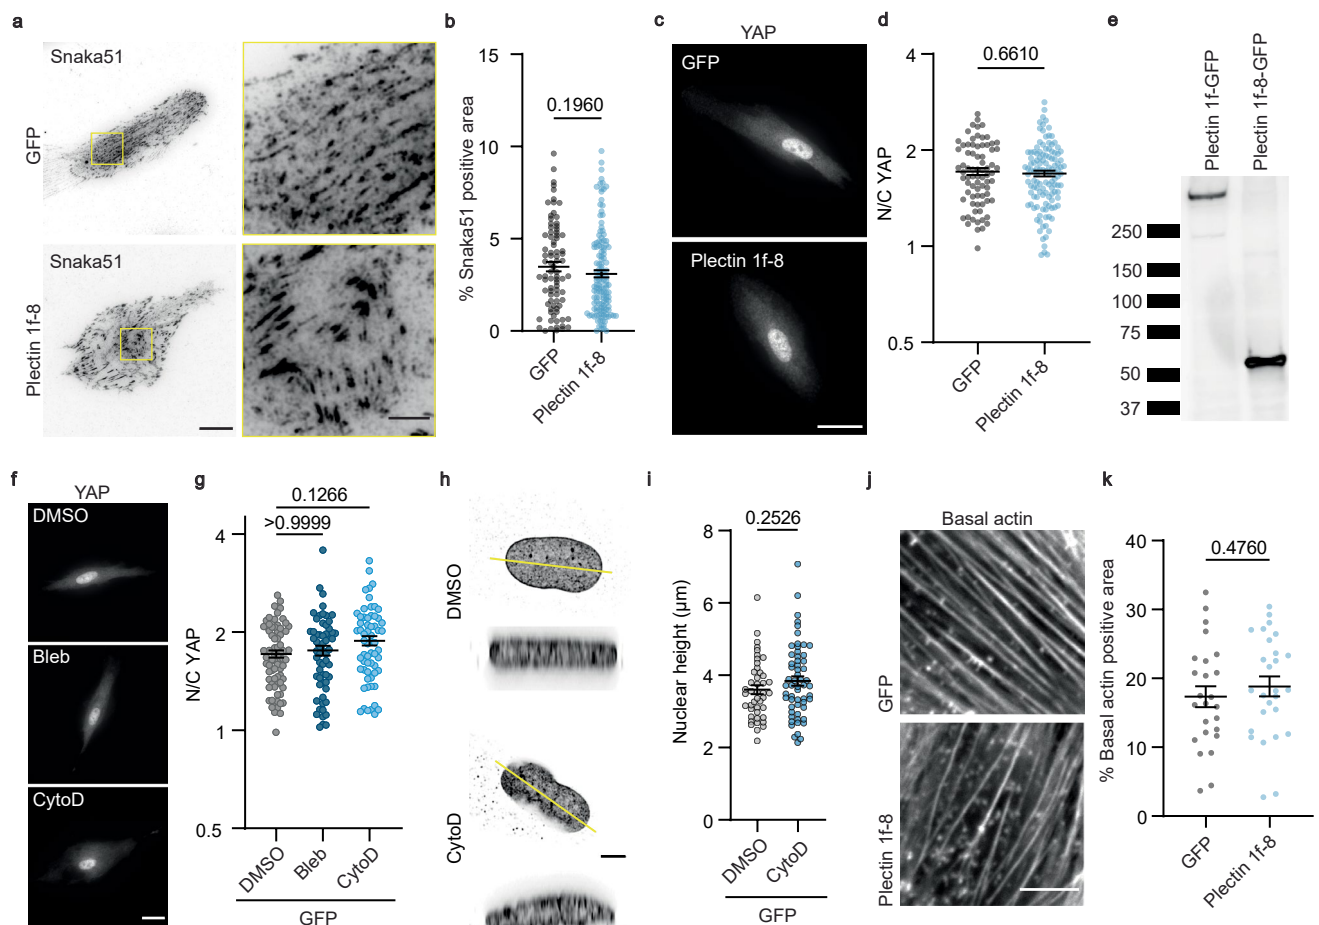 a
Snaka51
GFP
Snaka51
Plectin 1f-8
b
% Snaka51 positive area
15
10
5
0
0.1960
GFP
Plectin 1f-8
c
YAP
GFP
Plectin 1f-8
d
N/C YAP
4
2
1
0.5
0.6610
GFP
Plectin 1f-8
e
Plectin 1f-GFP
Plectin 1f-8-GFP
250
150
100
75
50
37
f
YAP
DMSO
Bleb
CytoD
g
N/C YAP
4
2
1
0.5
0.1266
>0.9999
DMSO
Bleb
CytoD
GFP
h
DMSO
CytoD
i
Nuclear height (μm)
8
6
4
2
0
0.2526
DMSO
CytoD
GFP
j
Basal actin
GFP
Plectin 1f-8
k
% Basal actin positive area
40
30
20
10
0
0.4760
GFP
Plectin 1f-8